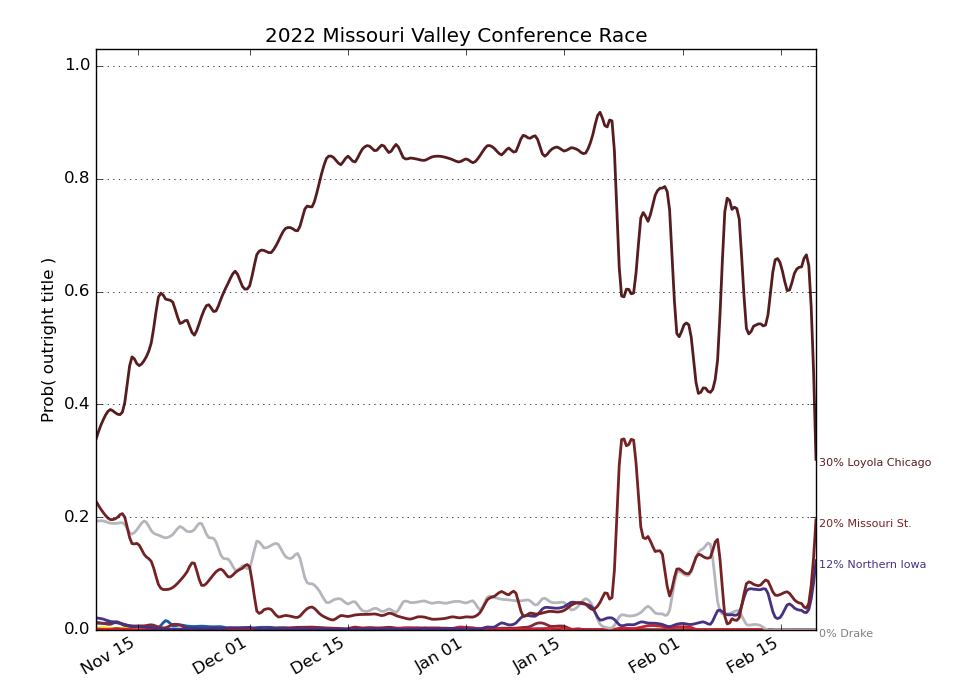 2022 Missouri Valley Conference Race
Prob( outright title )
1.0
0.8
0.6
0.4
0.2
0.0
Nov 15
Dec 01
Dec 15
Jan 01
Jan 15
Feb 01
Feb 15
30% Loyola Chicago
20% Missouri St.
12% Northern Iowa
0% Drake